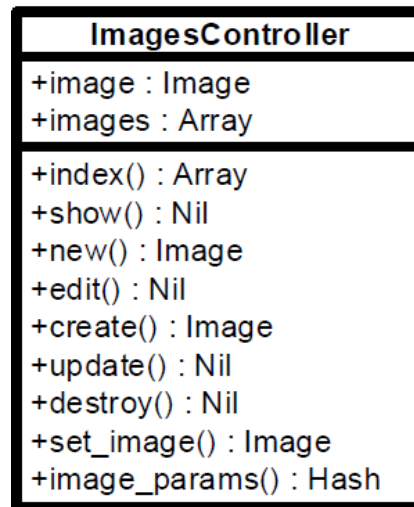 ImagesController
+image : Image
+images : Array
+index() : Array
+show() : Nil
+new() : Image
+edit() : Nil
+create() : Image
+update() : Nil
+destroy() : Nil
+set_image() : Image
+image_params() : Hash